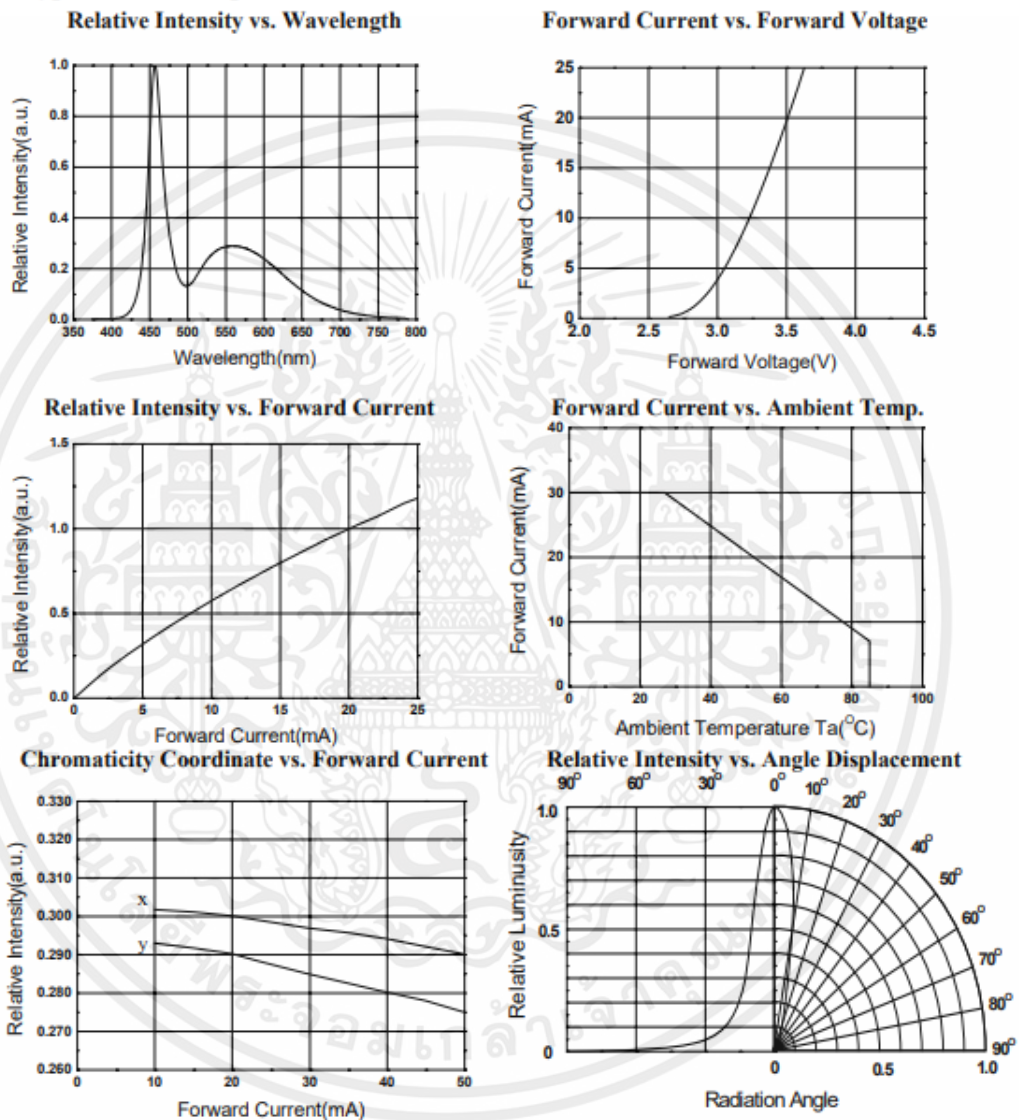 Relative Intensity vs. Wavelength
Relative Intensity(a.u.)
1.0
0.8
0.6
0.4
0.2
0.0
350 400 450 500 550 600 650 700 750 800
Wavelength(nm)
Forward Current vs. Forward Voltage
Forward Current(mA)
25
20
15
10
5
0
2.0 2.5 3.0 3.5 4.0 4.5
Forward Voltage(V)
Relative Intensity vs. Forward Current
Relative Intensity(a.u.)
1.5
1.0
0.5
0.0
0 5 10 15 20 25
Forward Current(mA)
Forward Current vs. Ambient Temp.
Forward Current(mA)
40
30
20
10
0
0 20 40 60 80 100
Ambient Temperature Ta(°C)
Chromaticity Coordinate vs. Forward Current
Relative Intensity(a.u.)
0.330
0.320
0.310
0.300
0.290
0.280
0.270
0.260
x
y
0 10 20 30 40 50
Forward Current(mA)
Relative Intensity vs. Angle Displacement
90° 60° 30° 0° 10° 20° 30° 40° 50° 60° 70° 80° 90°
Relative Luminusity
1.0
0.5
0
0 0.5 1.0
Radiation Angle